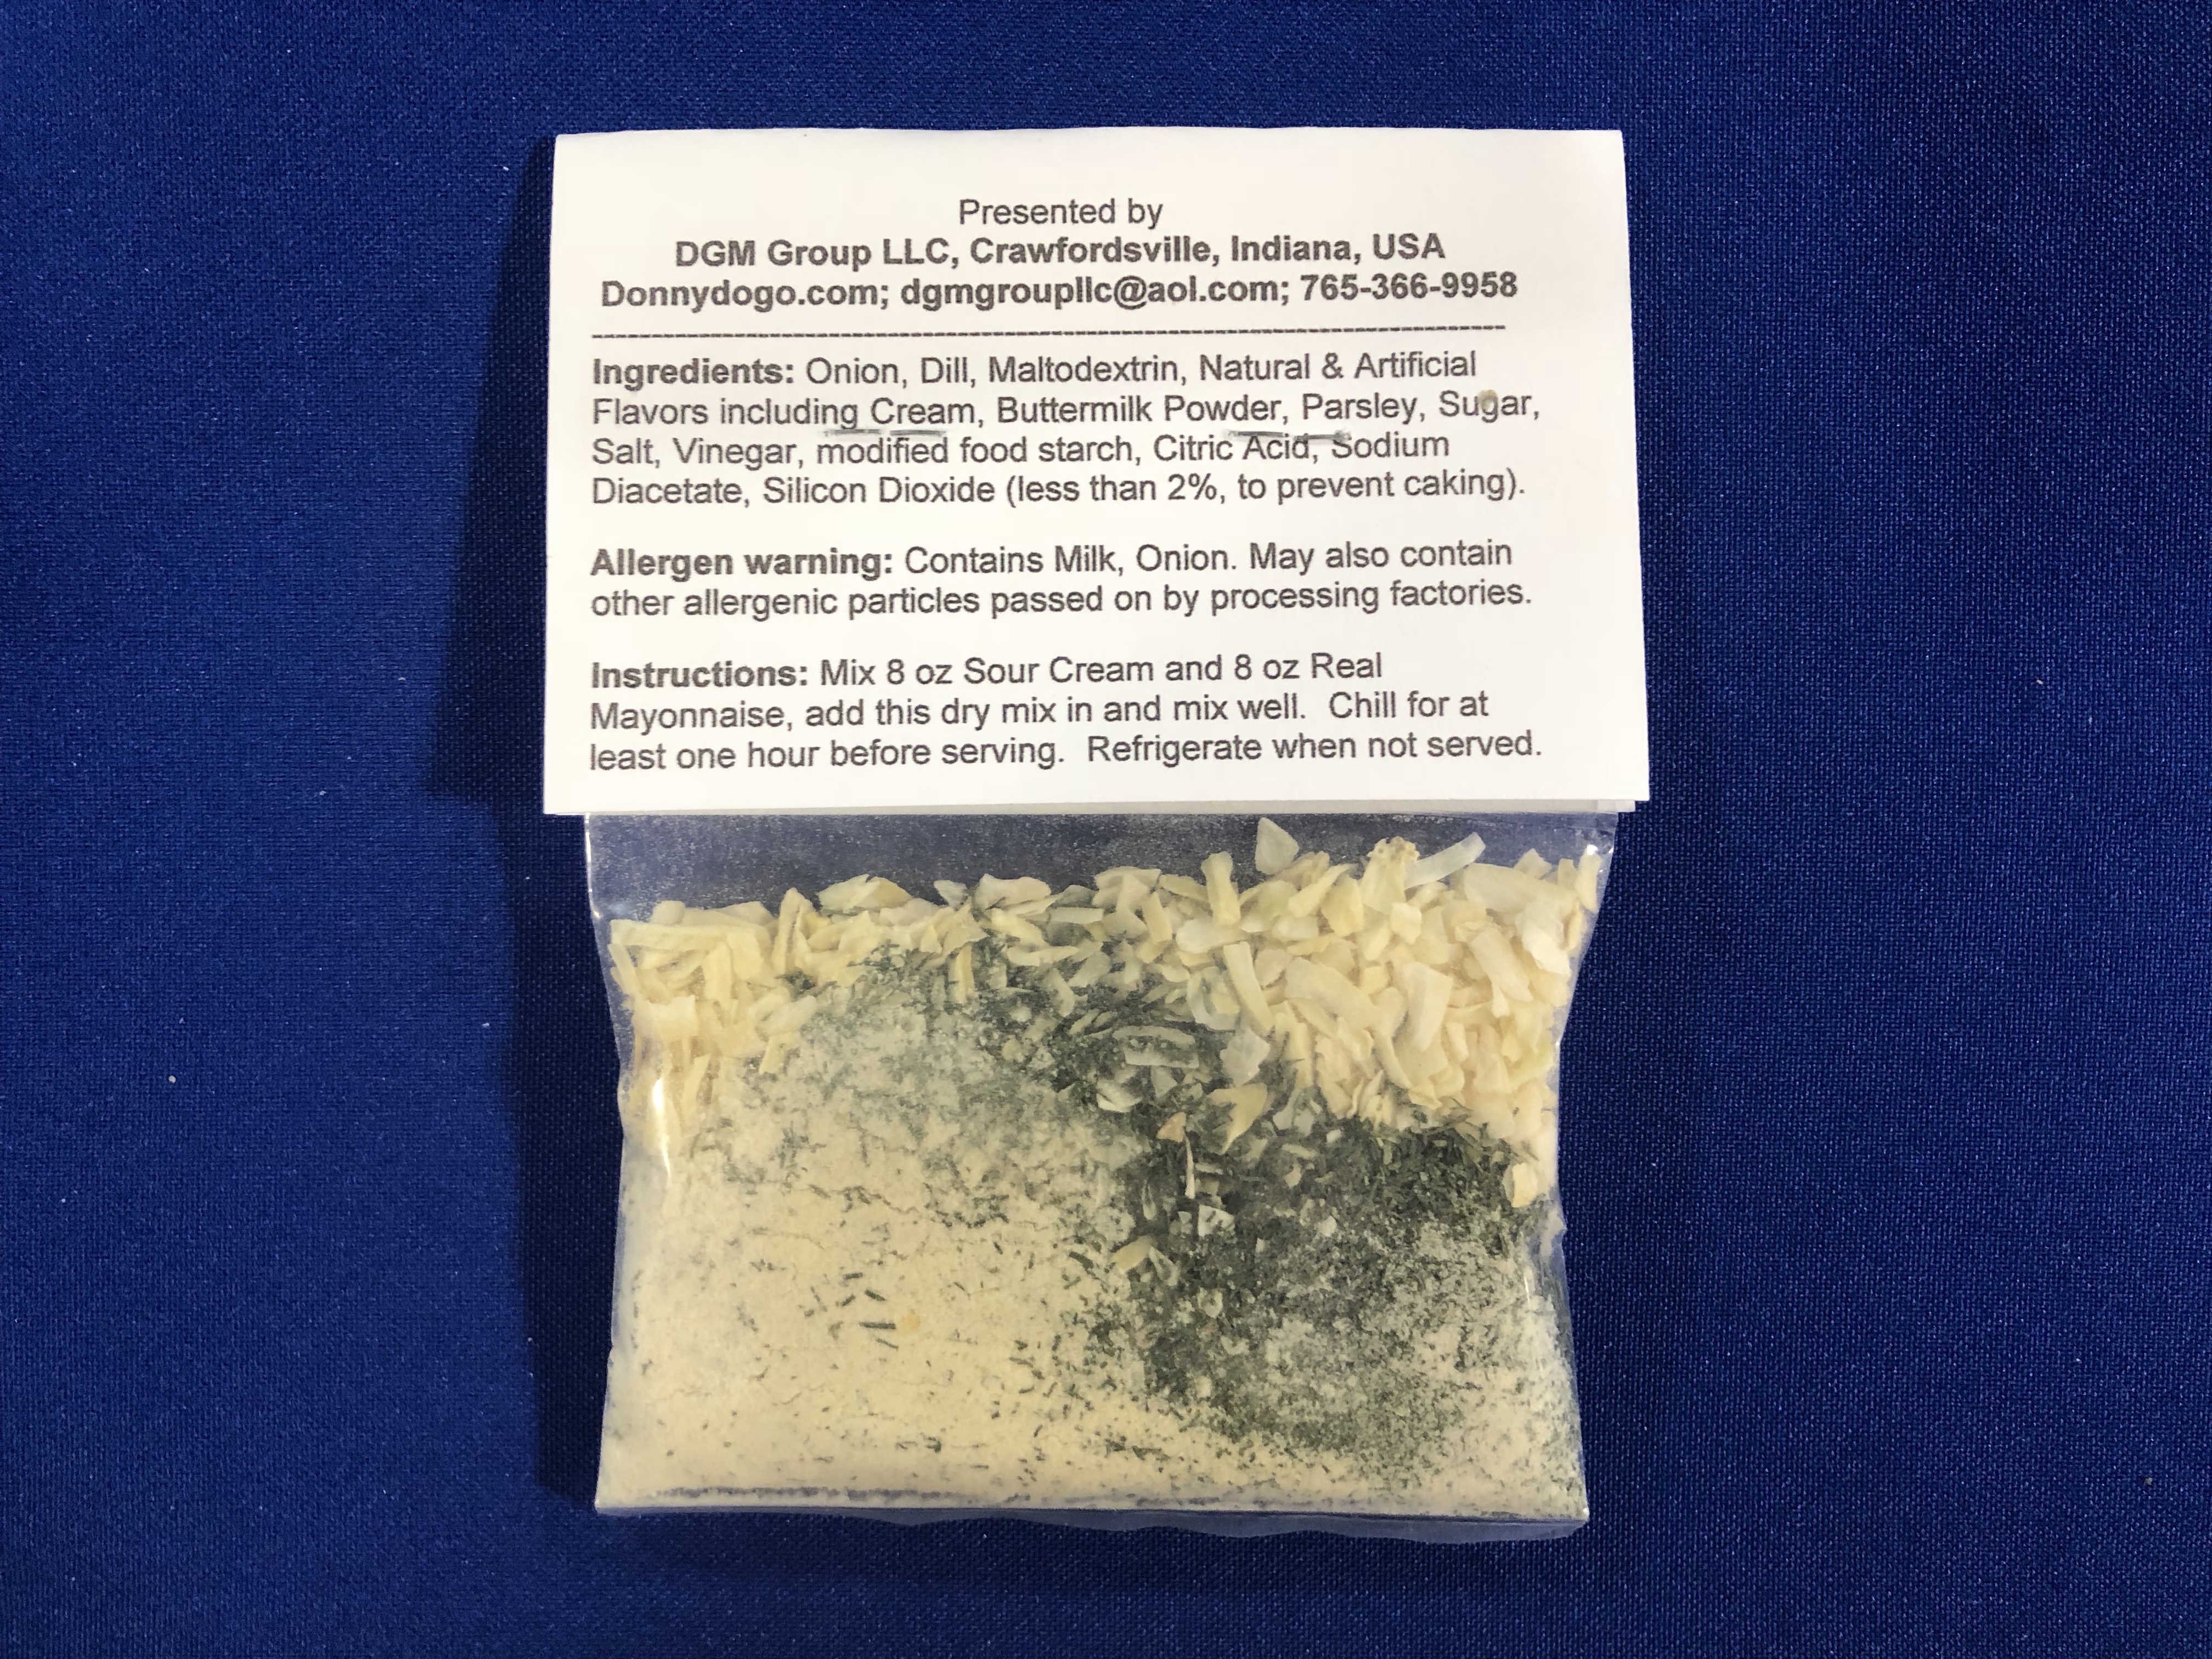 Presented by
DGM Group LLC, Crawfordsville, Indiana, USA
Donnydogo.com; dgmgroupllc@aol.com; 765-366-9958
--------------------------------------------------------------------------------
Ingredients: Onion, Dill, Maltodextrin, Natural & Artificial
Flavors including Cream, Buttermilk Powder, Parsley, Sugar,
Salt, Vinegar, modified food starch, Citric Acid, Sodium
Diacetate, Silicon Dioxide (less than 2%, to prevent caking).
Allergen warning: Contains Milk, Onion. May also contain
other allergenic particles passed on by processing factories.
Instructions: Mix 8 oz Sour Cream and 8 oz Real
Mayonnaise, add this dry mix in and mix well.  Chill for at
least one hour before serving.  Refrigerate when not served.